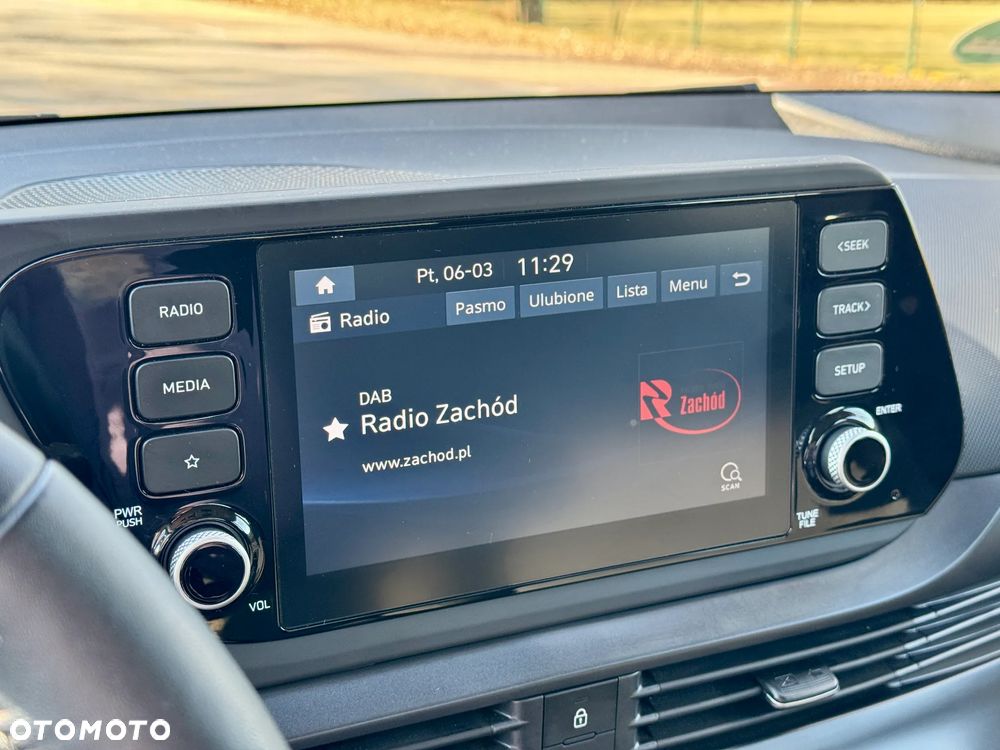 Pt, 06-03 11:29
Radio
Pasmo Ulubione Lista Menu
DAB
Radio Zachód
www.zachod.pl
R Zachód
SCAN
RADIO
MEDIA
PWR
PUSH
VOL
<SEEK
TRACK>
SETUP
ENTER
TUNE
FILE
OTOMOTO